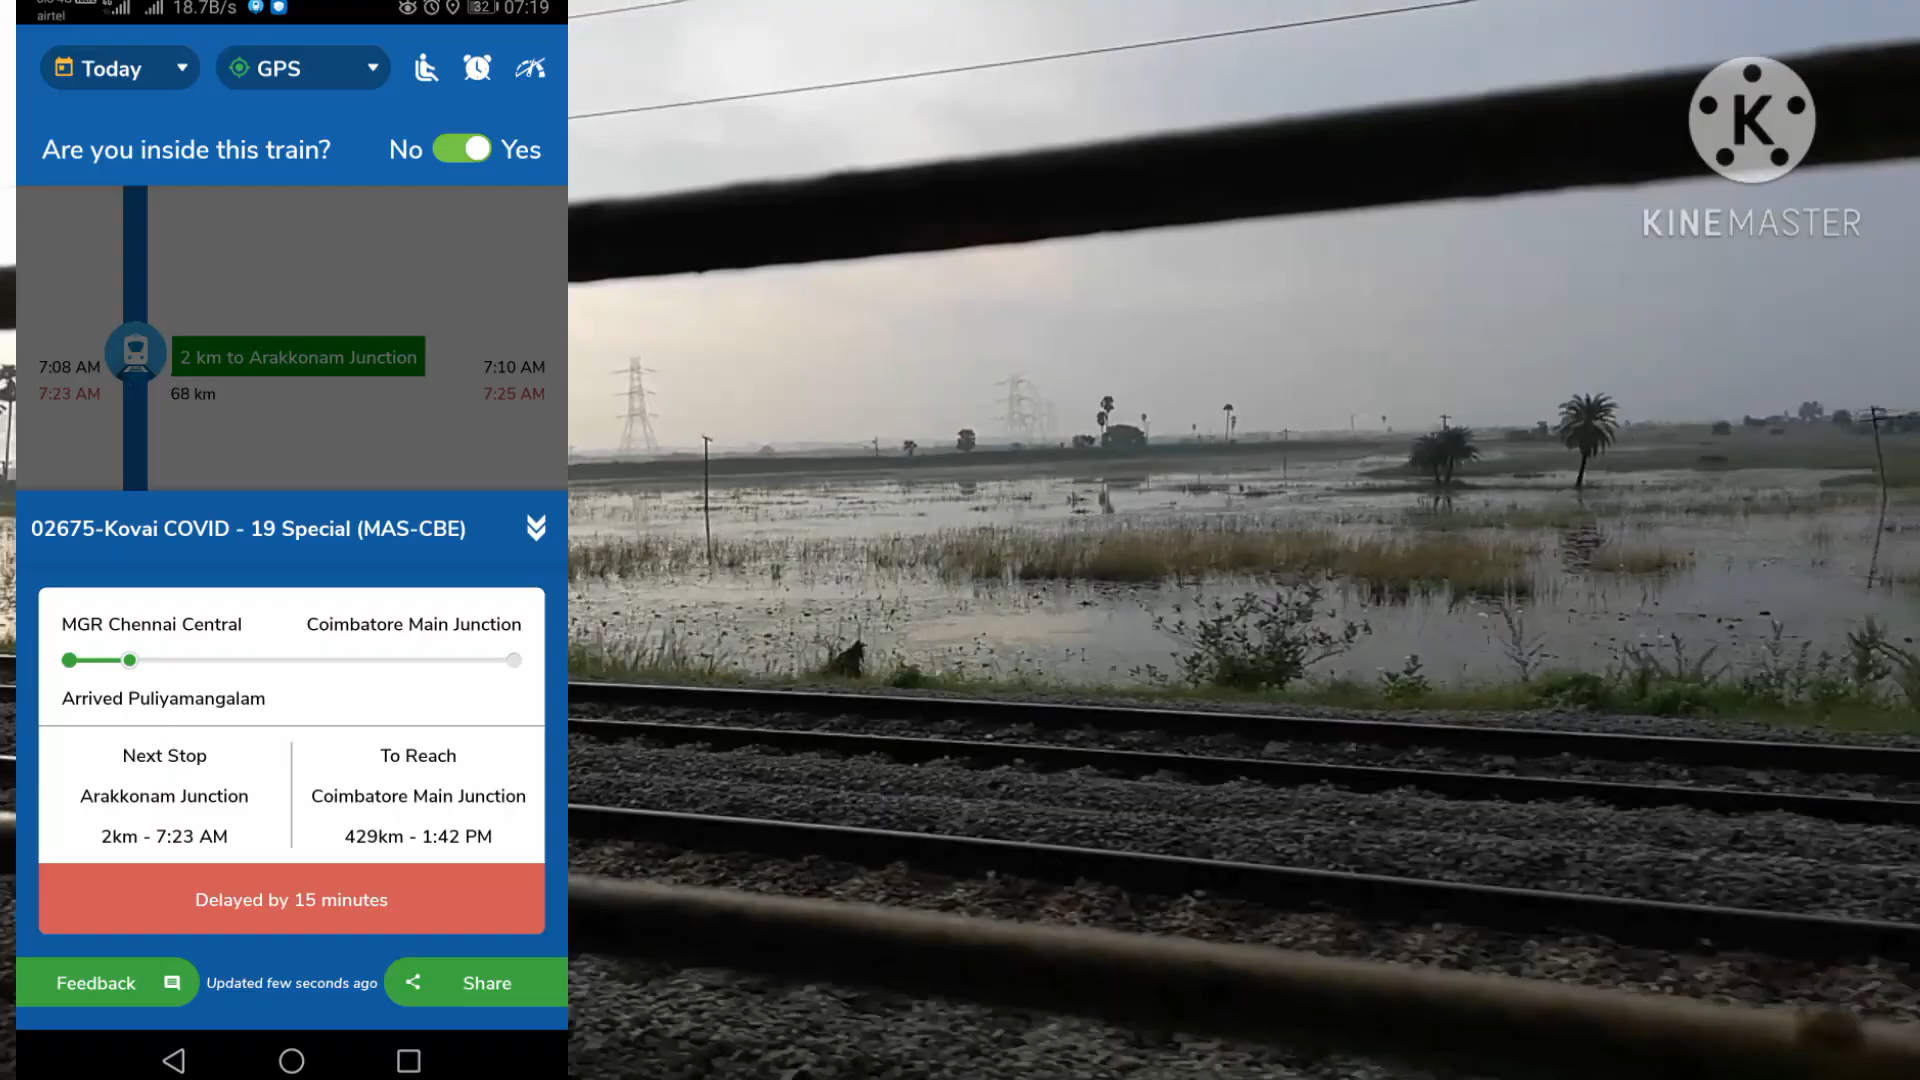 airtel
18.7B/s
32
07:19
Today
GPS
Are you inside this train?
No
Yes
7:08 AM
2 km to Arakkonam Junction
7:10 AM
7:23 AM
68 km
7:25 AM
02675-Kovai COVID - 19 Special (MAS-CBE)
MGR Chennai Central
Coimbatore Main Junction
Arrived Puliyamangalam
Next Stop
To Reach
Arakkonam Junction
Coimbatore Main Junction
2km - 7:23 AM
429km - 1:42 PM
Delayed by 15 minutes
Feedback
Updated few seconds ago
Share
K
KINEMASTER